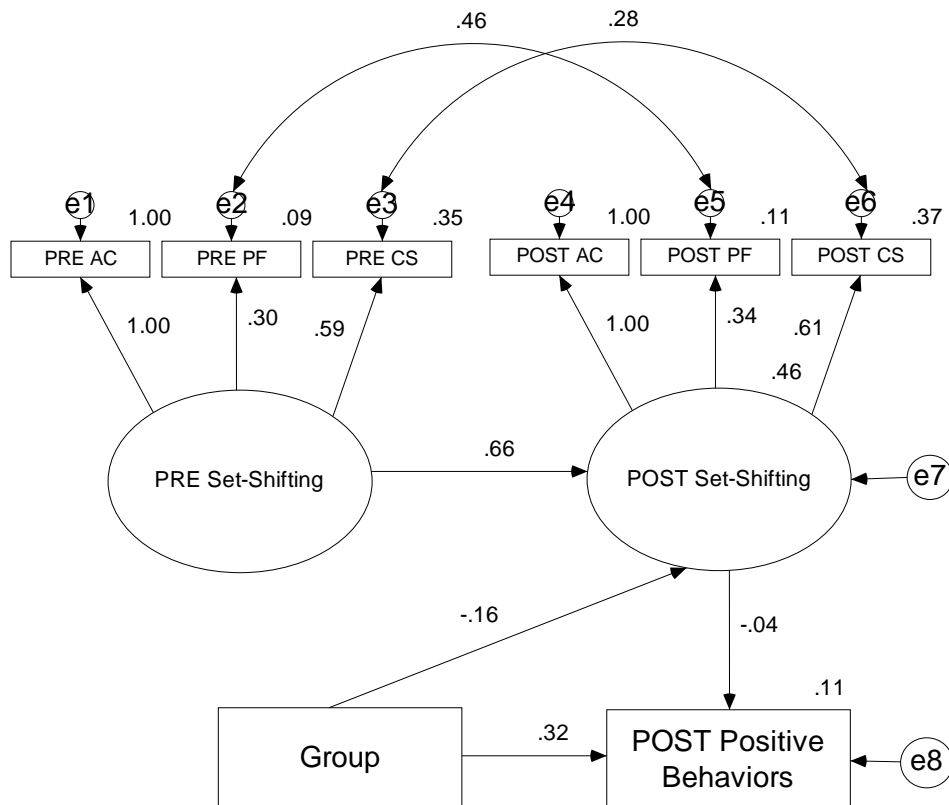 .46
.28
e1
e2
e3
e4
e5
e6
1.00
.09
.35
1.00
.11
.37
PRE AC
PRE PF
PRE CS
POST AC
POST PF
POST CS
1.00
.30
.59
1.00
.34
.61
.46
PRE Set-Shifting
.66
POST Set-Shifting
e7
-.16
-.04
.11
Group
.32
POST Positive
Behaviors
e8